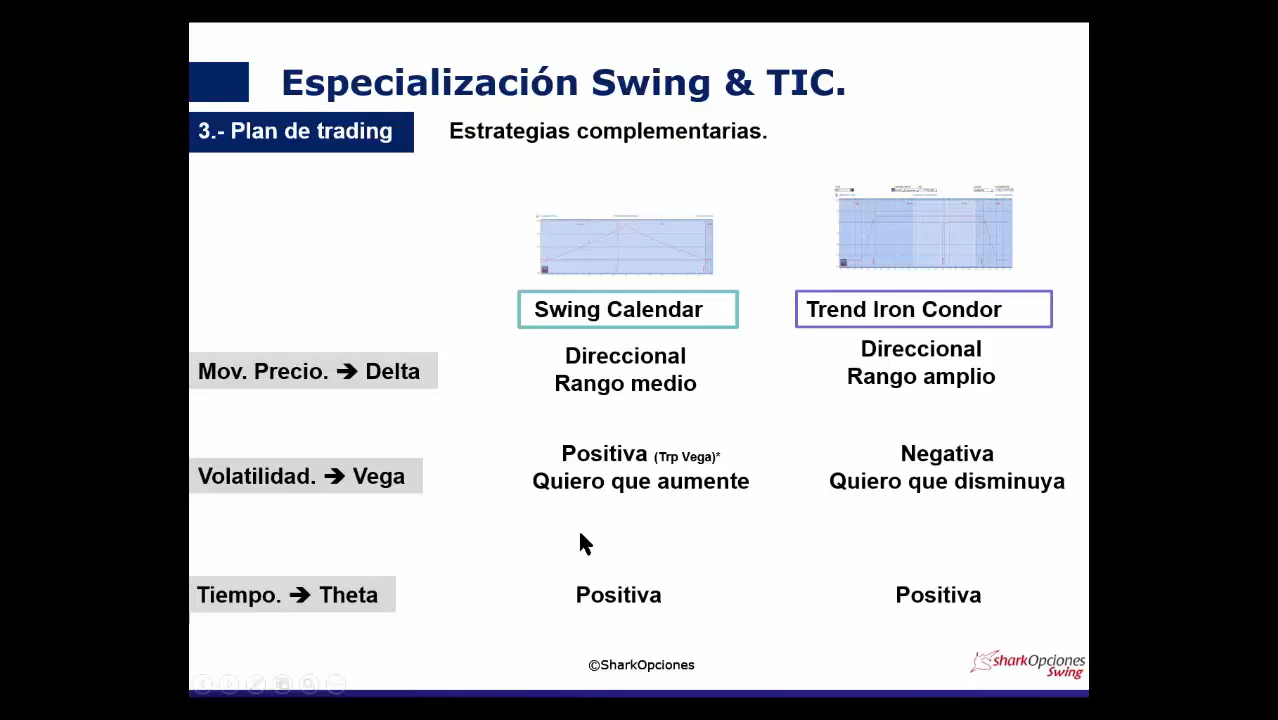 Especialización Swing & TIC.
3.- Plan de trading
Estrategias complementarias.
Swing Calendar
Trend Iron Condor
Mov. Precio. ➔ Delta
Direccional
Rango medio
Direccional
Rango amplio
Volatilidad. ➔ Vega
Positiva (Trp Vega)*
Quiero que aumente
Negativa
Quiero que disminuya
Tiempo. ➔ Theta
Positiva
Positiva
©SharkOpciones
sharkOpciones
Swing